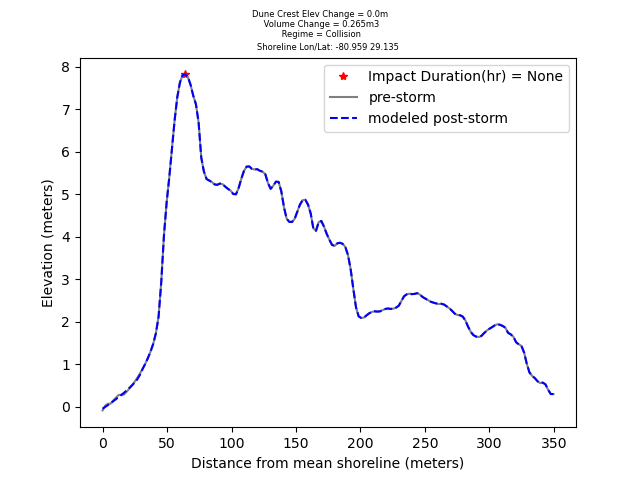 Dune Crest Elev Change = 0.0m
Volume Change = 0.265m3
Regime = Collision
Shoreline Lon/Lat: -80.959 29.135
Impact Duration(hr) = None
pre-storm
modeled post-storm
Elevation (meters)
8
7
6
5
4
3
2
1
0
0 50 100 150 200 250 300 350
Distance from mean shoreline (meters)